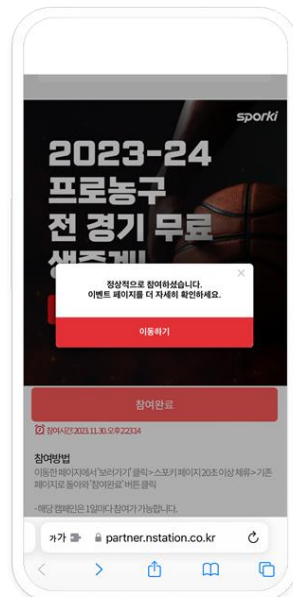 sporki
2023-24
프로농구
전 경기 무료
생중계!
정상적으로 참여하셨습니다.
이벤트 페이지를 더 자세히 확인하세요.
이동하기
참여완료
참여시간: 2023.11.30. 오후 2:23:14
참여방법
이동한 페이지에서 '보러가기' 클릭 > 스포키 페이지 20초 이상 체류 > 기존
페이지로 돌아와 '참여완료' 버튼 클릭
- 해당 캠페인은 1일마다 참여가 가능합니다.
가가 partner.nstation.co.kr